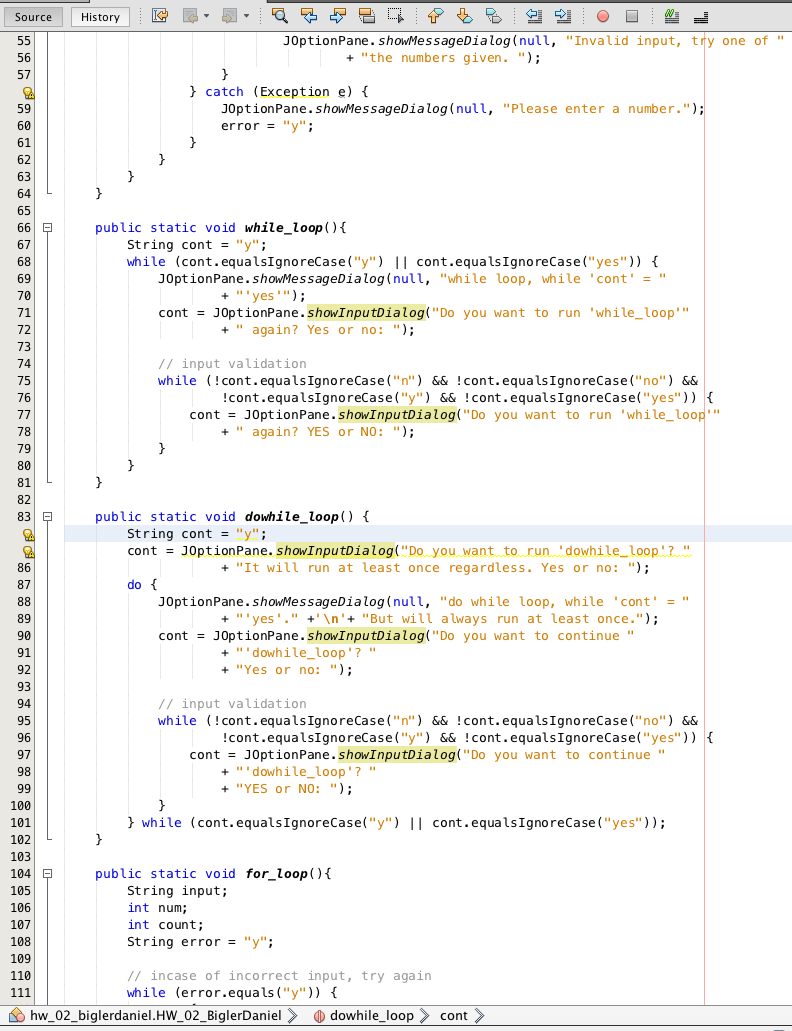 Source History
55 JOptionPane.showMessageDialog(null, "Invalid input, try one of "
56 + "the numbers given. ");
57 }
} catch (Exception e) {
59 JOptionPane.showMessageDialog(null, "Please enter a number.");
60 error = "y";
61 }
62 }
63 }
64 }
65
66 public static void while_loop(){
67 String cont = "y";
68 while (cont.equalsIgnoreCase("y") || cont.equalsIgnoreCase("yes")) {
69 JOptionPane.showMessageDialog(null, "while loop, while 'cont' = "
70 + "'yes'");
71 cont = JOptionPane.showInputDialog("Do you want to run 'while_loop'"
72 + " again? Yes or no: ");
73
74 // input validation
75 while (!cont.equalsIgnoreCase("n") && !cont.equalsIgnoreCase("no") &&
76 !cont.equalsIgnoreCase("y") && !cont.equalsIgnoreCase("yes")) {
77 cont = JOptionPane.showInputDialog("Do you want to run 'while_loop'"
78 + " again? YES or NO: ");
79 }
80 }
81 }
82
83 public static void dowhile_loop() {
String cont = "y";
cont = JOptionPane.showInputDialog("Do you want to run 'dowhile_loop'? "
86 + "It will run at least once regardless. Yes or no: ");
87 do {
88 JOptionPane.showMessageDialog(null, "do while loop, while 'cont' = "
89 + "'yes'." +'\n'+ "But will always run at least once.");
90 cont = JOptionPane.showInputDialog("Do you want to continue "
91 + "'dowhile_loop'? "
92 + "Yes or no: ");
93
94 // input validation
95 while (!cont.equalsIgnoreCase("n") && !cont.equalsIgnoreCase("no") &&
96 !cont.equalsIgnoreCase("y") && !cont.equalsIgnoreCase("yes")) {
97 cont = JOptionPane.showInputDialog("Do you want to continue "
98 + "'dowhile_loop'? "
99 + "YES or NO: ");
100 }
101 } while (cont.equalsIgnoreCase("y") || cont.equalsIgnoreCase("yes"));
102 }
103
104 public static void for_loop(){
105 String input;
106 int num;
107 int count;
108 String error = "y";
109
110 // incase of incorrect input, try again
111 while (error.equals("y")) {
hw_02_biglerdaniel.HW_02_BiglerDaniel dowhile_loop cont